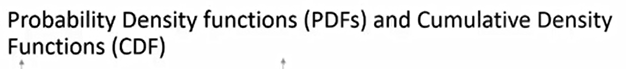 Probability Density functions (PDFs) and Cumulative Density
Functions (CDF)